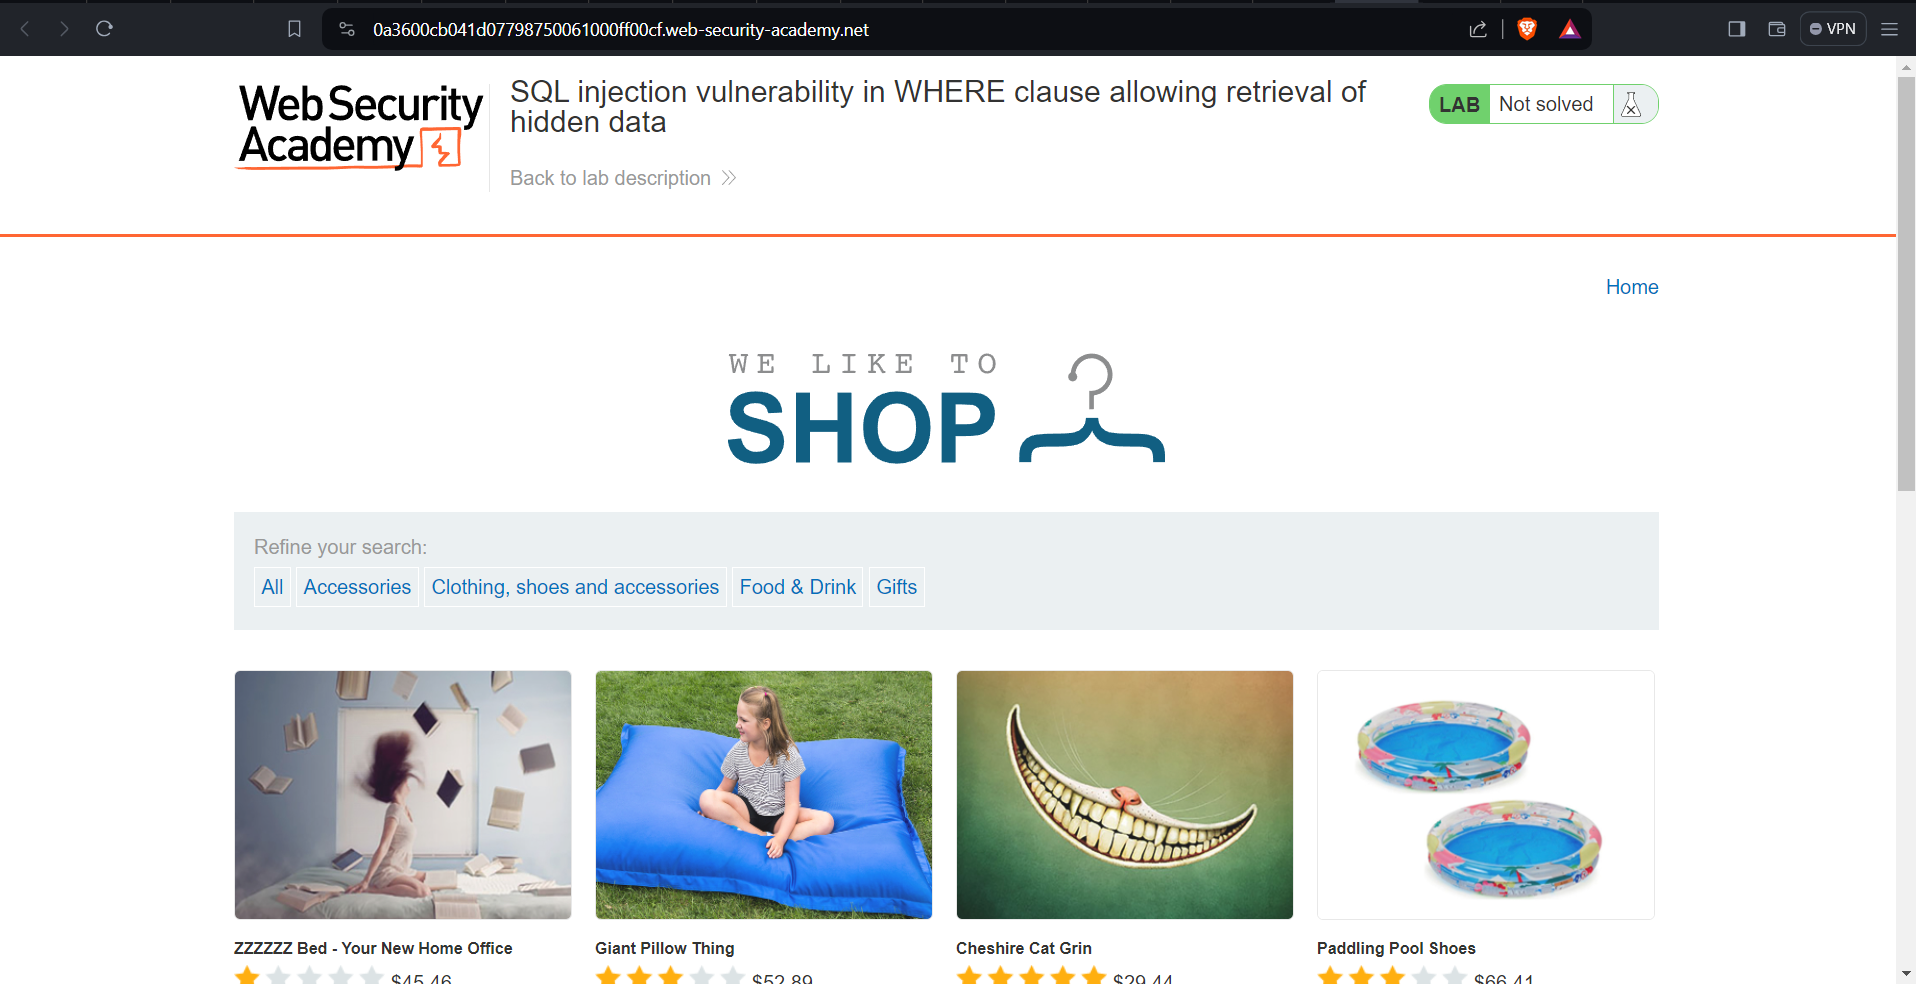 0a3600cb041d07798750061000ff00cf.web-security-academy.net
VPN
Web Security
Academy
SQL injection vulnerability in WHERE clause allowing retrieval of
hidden data
Back to lab description
LAB Not solved
Home
WE LIKE TO
SHOP
Refine your search:
All Accessories Clothing, shoes and accessories Food & Drink Gifts
ZZZZZZ Bed - Your New Home Office Giant Pillow Thing Cheshire Cat Grin Paddling Pool Shoes
$45.46 $52.89 $29.44 $66.41